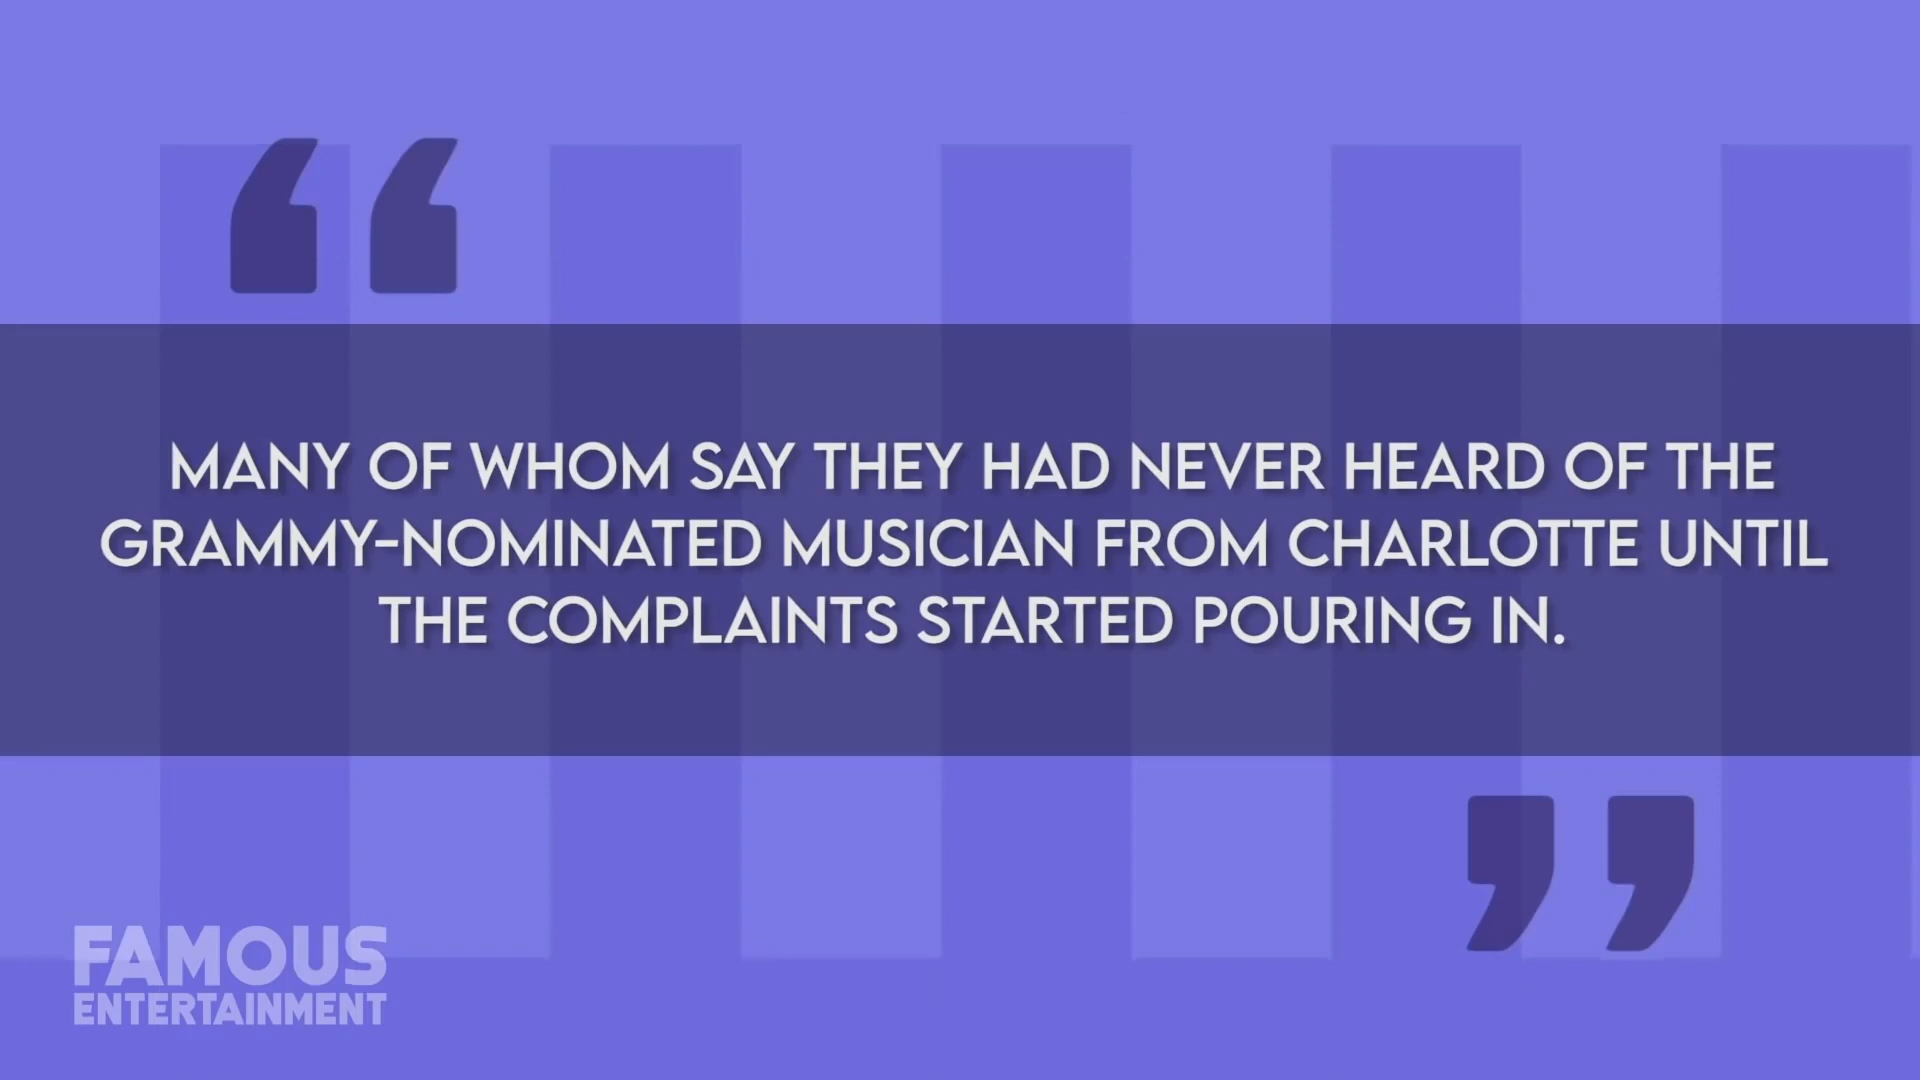 MANY OF WHOM SAY THEY HAD NEVER HEARD OF THE
GRAMMY-NOMINATED MUSICIAN FROM CHARLOTTE UNTIL
THE COMPLAINTS STARTED POURING IN.
FAMOUS
ENTERTAINMENT